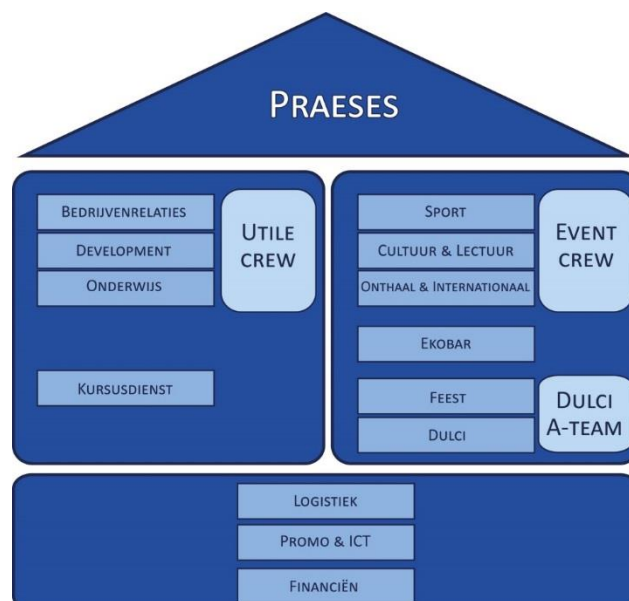 PRAESES
BEDRIJVENRELATIES
DEVELOPMENT
ONDERWIJS
UTILE
CREW
KURSUSDIENST
SPORT
CULTUUR & LECTUUR
ONTHAAL & INTERNATIONAAL
EVENT
CREW
EKOBAR
FEEST
DULCI
DULCI
A-TEAM
LOGISTIEK
PROMO & ICT
FINANCIËN